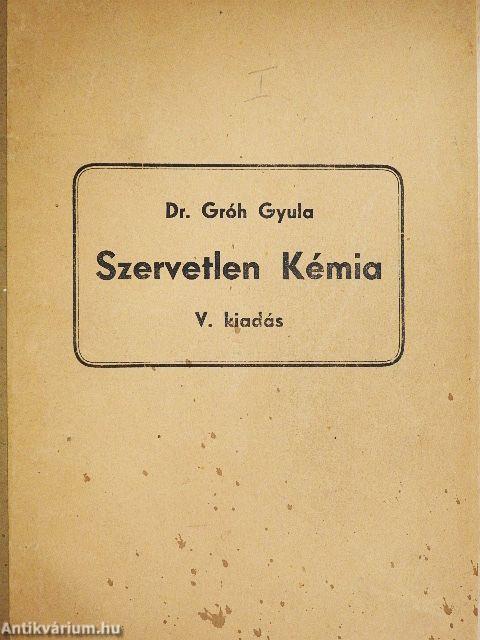 I
Dr. Gróh Gyula
Szervetlen Kémia
V. kiadás
Antikvárium.hu